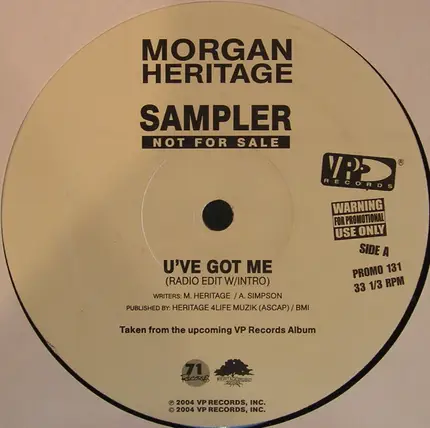 MORGAN
HERITAGE
SAMPLER
NOT FOR SALE
VP®
RECORDS
WARNING
FOR PROMOTIONAL
USE ONLY
SIDE A
PROMO 131
33 1/3 RPM
U'VE GOT ME
(RADIO EDIT W/INTRO)
WRITERS: M. HERITAGE / A. SIMPSON
PUBLISHED BY: HERITAGE 4LIFE MUZIK (ASCAP) / BMI
Taken from the upcoming VP Records Album
71
℗ 2004 VP RECORDS, INC.
© 2004 VP RECORDS, INC.